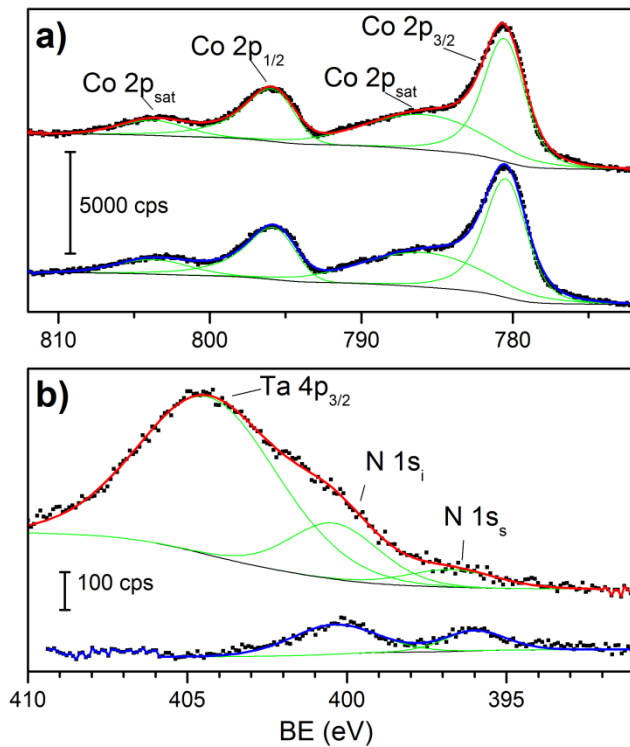 a)
Co 2p3/2
Co 2p1/2
Co 2psat
Co 2psat
5000 cps
810 800 790 780
b)
Ta 4p3/2
N 1si
N 1ss
100 cps
410 405 400 395
BE (eV)